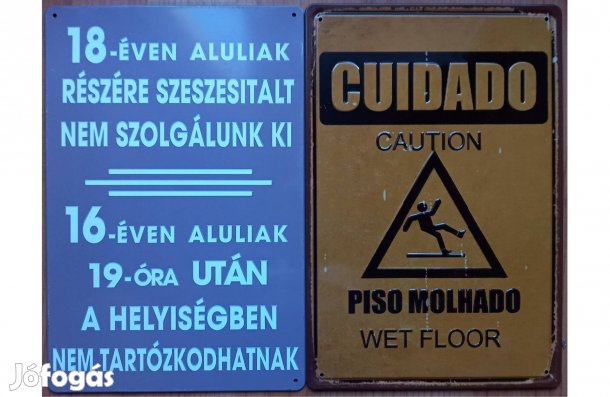 18-ÉVEN ALULIAK
RÉSZÉRE SZESZESITALT
NEM SZOLGÁLUNK KI
16-ÉVEN ALULIAK
19-ÓRA UTÁN
A HELYISÉGBEN
NEM TARTÓZKODHATNAK
CUIDADO
CAUTION
PISO MOLHADO
WET FLOOR
Jófogás